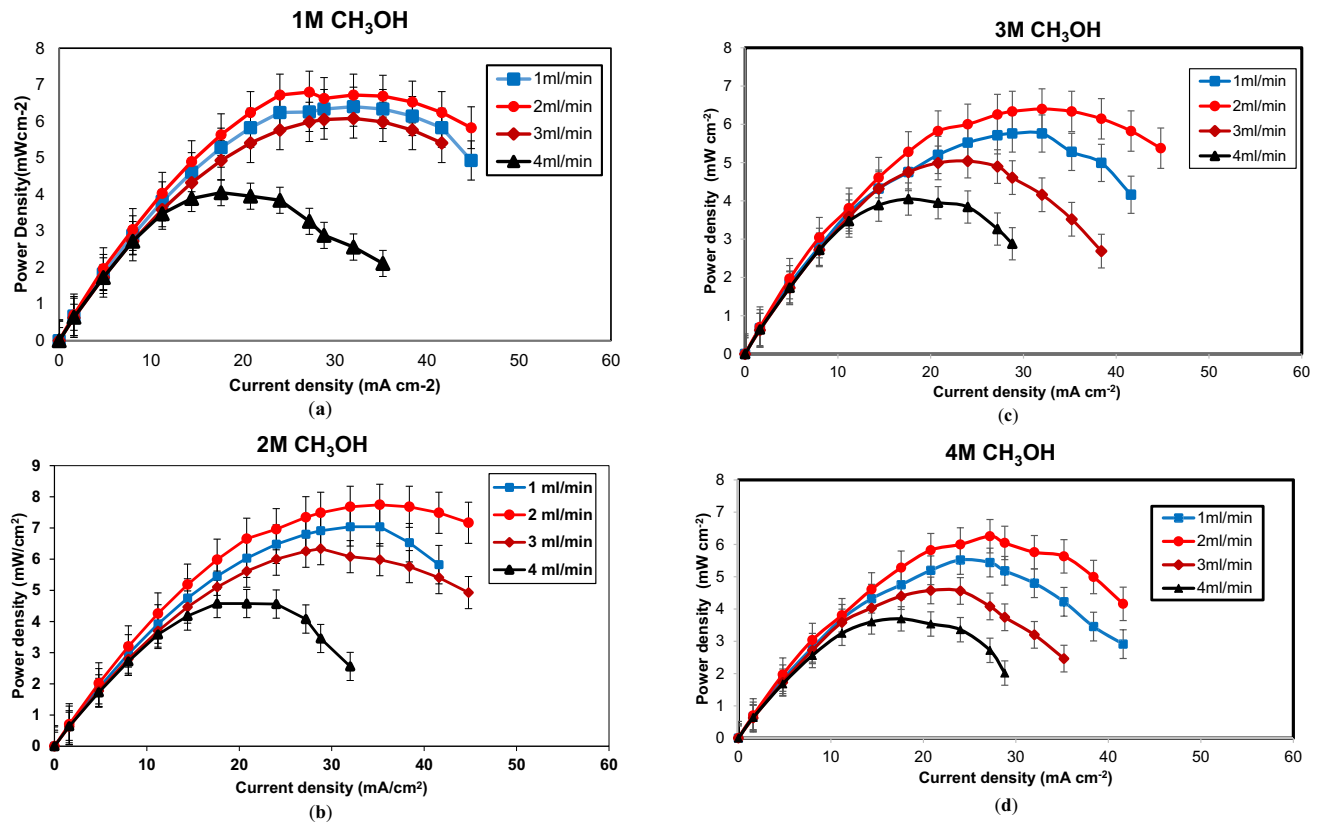 1M CH₃OH
Power Density(mWcm-2)
8
7
6
5
4
3
2
1
0
0 10 20 30 40 50 60
Current density (mA cm-2)
1ml/min
2ml/min
3ml/min
4ml/min
(a)
3M CH₃OH
Power density (mW cm⁻²)
8
7
6
5
4
3
2
1
0
0 10 20 30 40 50 60
Current density (mA cm⁻²)
1ml/min
2ml/min
3ml/min
4ml/min
(c)
2M CH₃OH
Power density (mW/cm²)
9
8
7
6
5
4
3
2
1
0
0 10 20 30 40 50 60
Current density (mA/cm²)
1 ml/min
2 ml/min
3 ml/min
4 ml/min
(b)
4M CH₃OH
Power density (mW cm⁻²)
8
7
6
5
4
3
2
1
0
0 10 20 30 40 50 60
Current density (mA cm⁻²)
1ml/min
2ml/min
3ml/min
4ml/min
(d)